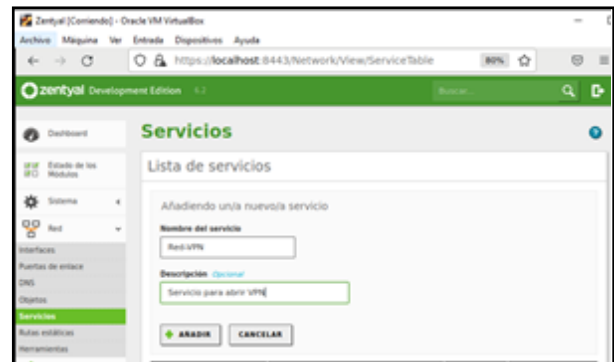 Zentyal [Corriendo] - Oracle VM VirtualBox
Archivo Máquina Ver Entrada Dispositivos Ayuda
https://localhost:8443/Network/View/ServiceTable 80%
zentyal Development Edition 6.2 Buscar...
Dashboard
Estado de los Módulos
Sistema
Red
Interfaces
Puertas de enlace
DNS
Objetos
Servicios
Rutas estáticas
Herramientas
Servicios
Lista de servicios
Añadiendo un/a nuevo/a servicio
Nombre del servicio
Red-VPN
Descripción Opcional
Servicio para abrir VPN
AÑADIR CANCELAR